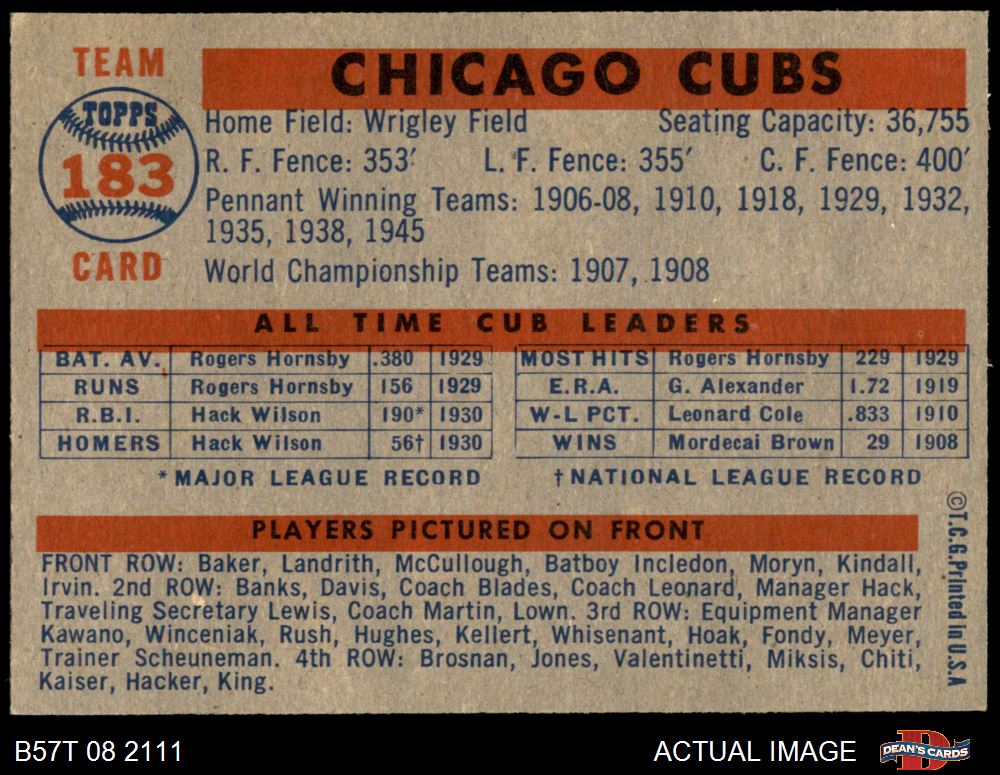 TEAM
TOPPS
183
CARD
CHICAGO CUBS
Home Field: Wrigley Field Seating Capacity: 36,755
R. F. Fence: 353′ L. F. Fence: 355′ C. F. Fence: 400′
Pennant Winning Teams: 1906-08, 1910, 1918, 1929, 1932,
1935, 1938, 1945
World Championship Teams: 1907, 1908
ALL TIME CUB LEADERS
BAT. AV. Rogers Hornsby .380 1929 MOST HITS Rogers Hornsby 229 1929
RUNS Rogers Hornsby 156 1929 E.R.A. G. Alexander 1.72 1919
R.B.I. Hack Wilson 190* 1930 W-L PCT. Leonard Cole .833 1910
HOMERS Hack Wilson 56† 1930 WINS Mordecai Brown 29 1908
*MAJOR LEAGUE RECORD †NATIONAL LEAGUE RECORD
PLAYERS PICTURED ON FRONT
FRONT ROW: Baker, Landrith, McCullough, Batboy Incledon, Moryn, Kindall,
Irvin. 2nd ROW: Banks, Davis, Coach Blades, Coach Leonard, Manager Hack,
Traveling Secretary Lewis, Coach Martin, Lown. 3rd ROW: Equipment Manager
Kawano, Winceniak, Rush, Hughes, Kellert, Whisenant, Hoak, Fondy, Meyer,
Trainer Scheuneman. 4th ROW: Brosnan, Jones, Valentinetti, Miksis, Chiti,
Kaiser, Hacker, King.
©T.C.G. Printed in U.S.A
B57T 08 2111 ACTUAL IMAGE DEAN'S CARDS